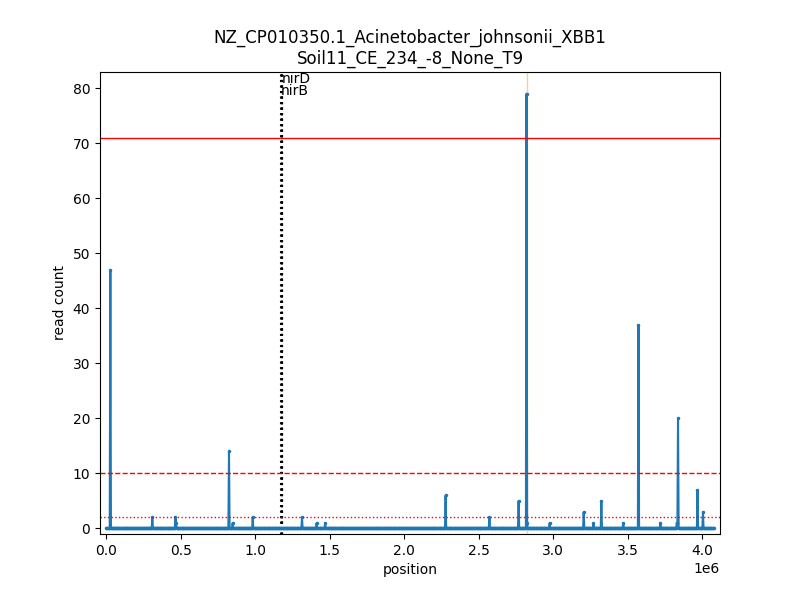 NZ_CP010350.1_Acinetobacter_johnsonii_XBB1
Soil11_CE_234_-8_None_T9
nirD
nirB
80
70
60
50
40
30
20
10
0
read count
0.0 0.5 1.0 1.5 2.0 2.5 3.0 3.5 4.0
1e6
position